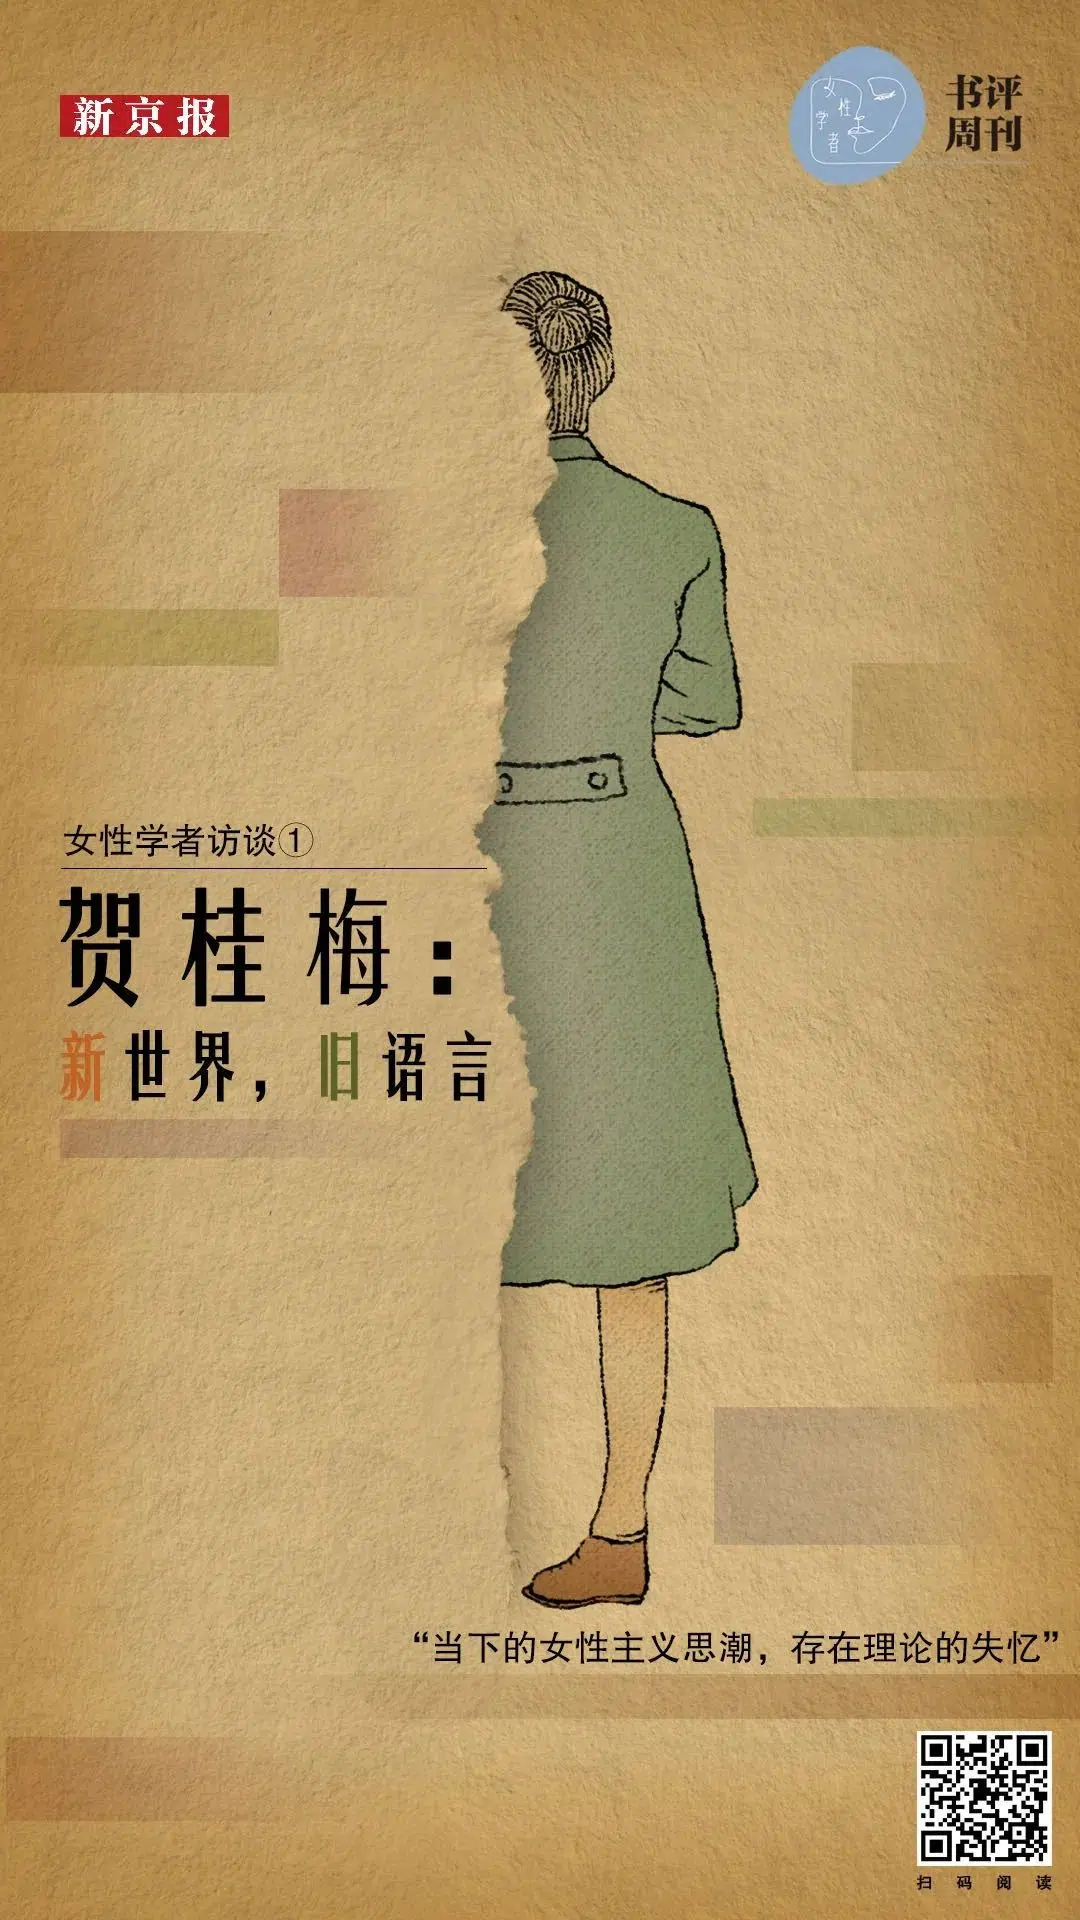 新京报
女性学者
书评
周刊
女性学者访谈①
贺桂梅：
新世界，旧语言
“当下的女性主义思潮，存在理论的失忆”
扫码阅读